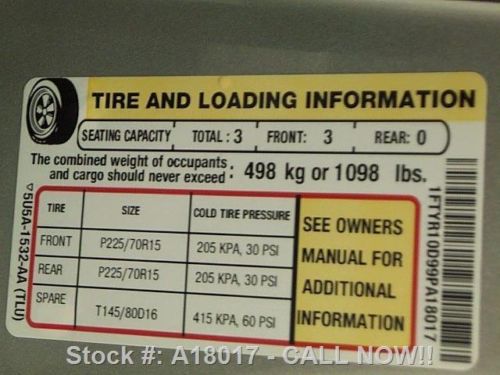 TIRE AND LOADING INFORMATION
SEATING CAPACITY TOTAL: 3 FRONT: 3 REAR: 0
The combined weight of occupants
and cargo should never exceed: 498 kg or 1098 lbs.
TIRE SIZE COLD TIRE PRESSURE
FRONT P225/70R15 205 KPA, 30 PSI
REAR P225/70R15 205 KPA, 30 PSI
SPARE T145/80D16 415 KPA, 60 PSI
SEE OWNERS
MANUAL FOR
ADDITIONAL
INFORMATION
▽5U5A-1532-AA (TLU)
1FTYR10D99PA18017
Stock #: A18017 - CALL NOW!!